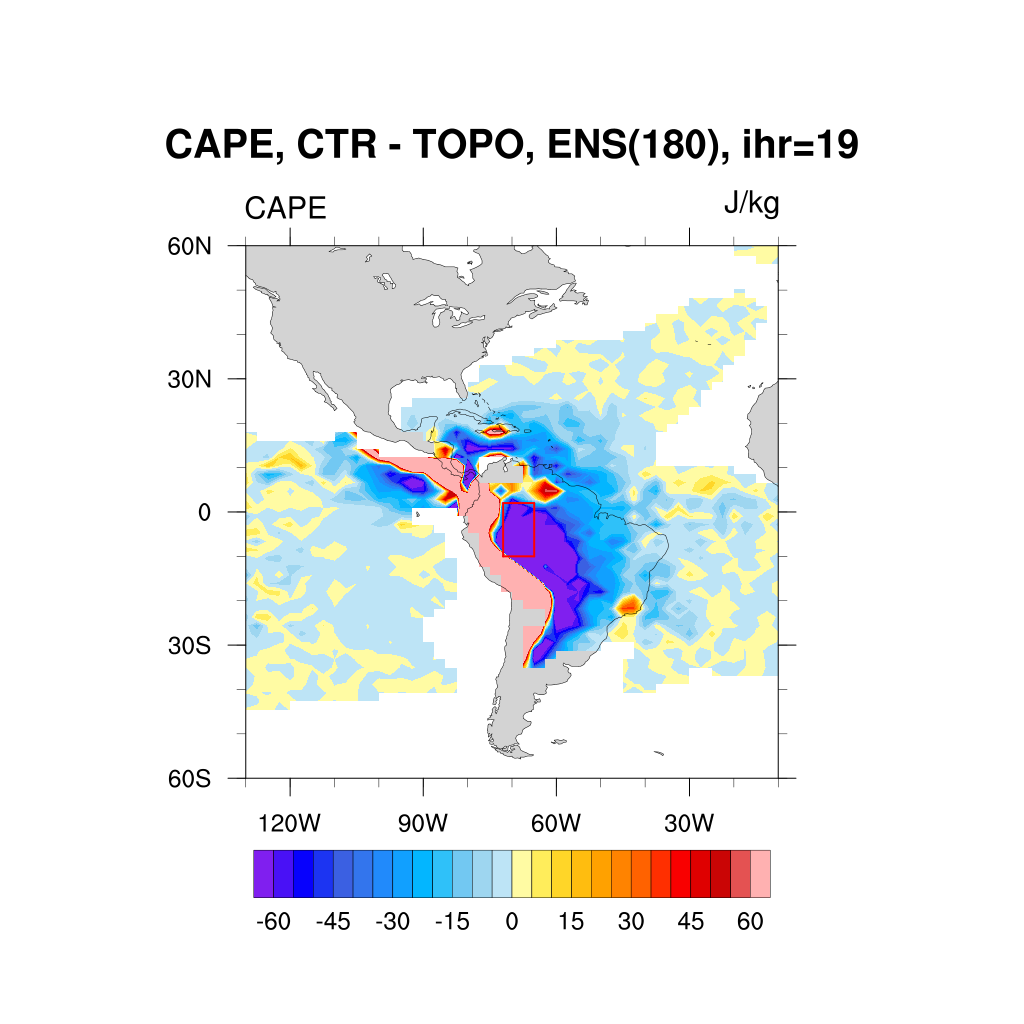 CAPE, CTR - TOPO, ENS(180), ihr=19
CAPE J/kg
60N
30N
0
30S
60S
120W 90W 60W 30W
-60 -45 -30 -15 0 15 30 45 60